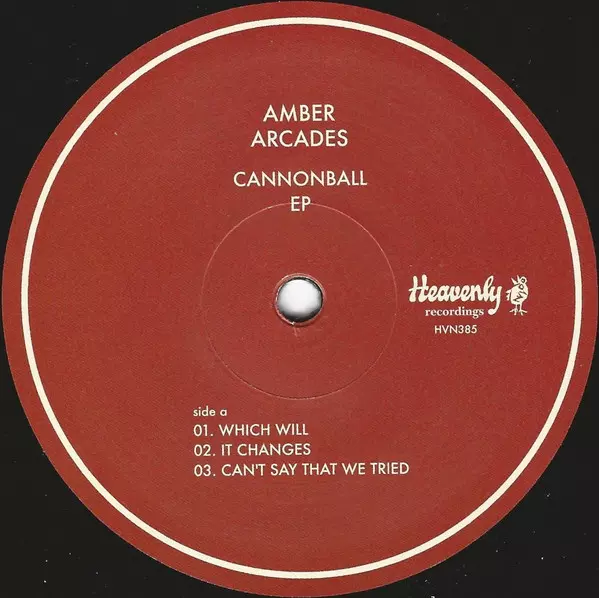 AMBER
ARCADES
CANNONBALL
EP
Heavenly
recordings
HVN385
side a
01. WHICH WILL
02. IT CHANGES
03. CAN'T SAY THAT WE TRIED